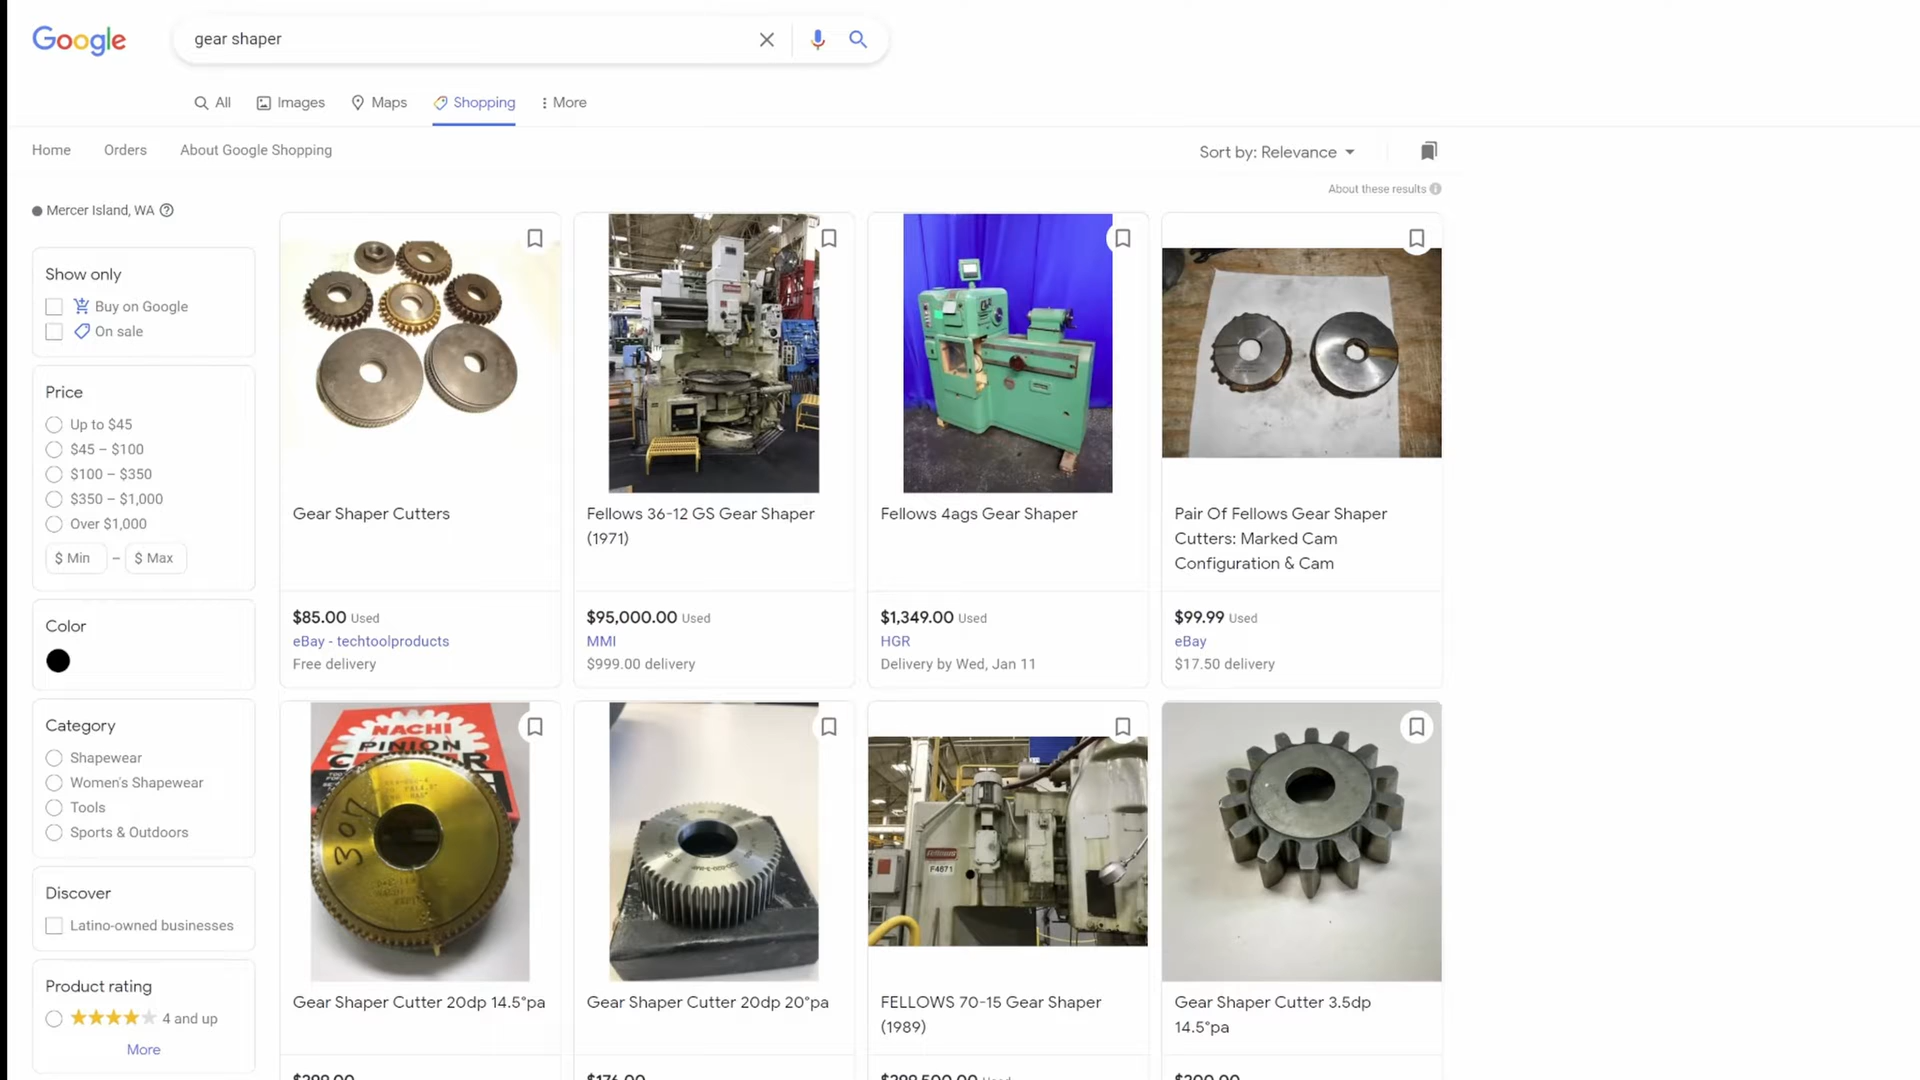 Google
gear shaper
All
Images
Maps
Shopping
More
Home
Orders
About Google Shopping
Sort by: Relevance
About these results
Mercer Island, WA
Show only
Buy on Google
On sale
Price
Up to $45
$45 – $100
$100 – $350
$350 – $1,000
Over $1,000
$ Min – $ Max
Color
Category
Shapewear
Women's Shapewear
Tools
Sports & Outdoors
Discover
Latino-owned businesses
Product rating
4 and up
More
Gear Shaper Cutters
$85.00 Used
eBay - techtoolproducts
Free delivery
Fellows 36-12 GS Gear Shaper
(1971)
$95,000.00 Used
MMI
$999.00 delivery
Fellows 4ags Gear Shaper
$1,349.00 Used
HGR
Delivery by Wed, Jan 11
Pair Of Fellows Gear Shaper
Cutters: Marked Cam
Configuration & Cam
$99.99 Used
eBay
$17.50 delivery
NACHI
PINION
307
Gear Shaper Cutter 20dp 14.5°pa
Gear Shaper Cutter 20dp 20°pa
F4671
FELLOWS 70-15 Gear Shaper
(1989)
Gear Shaper Cutter 3.5dp
14.5°pa